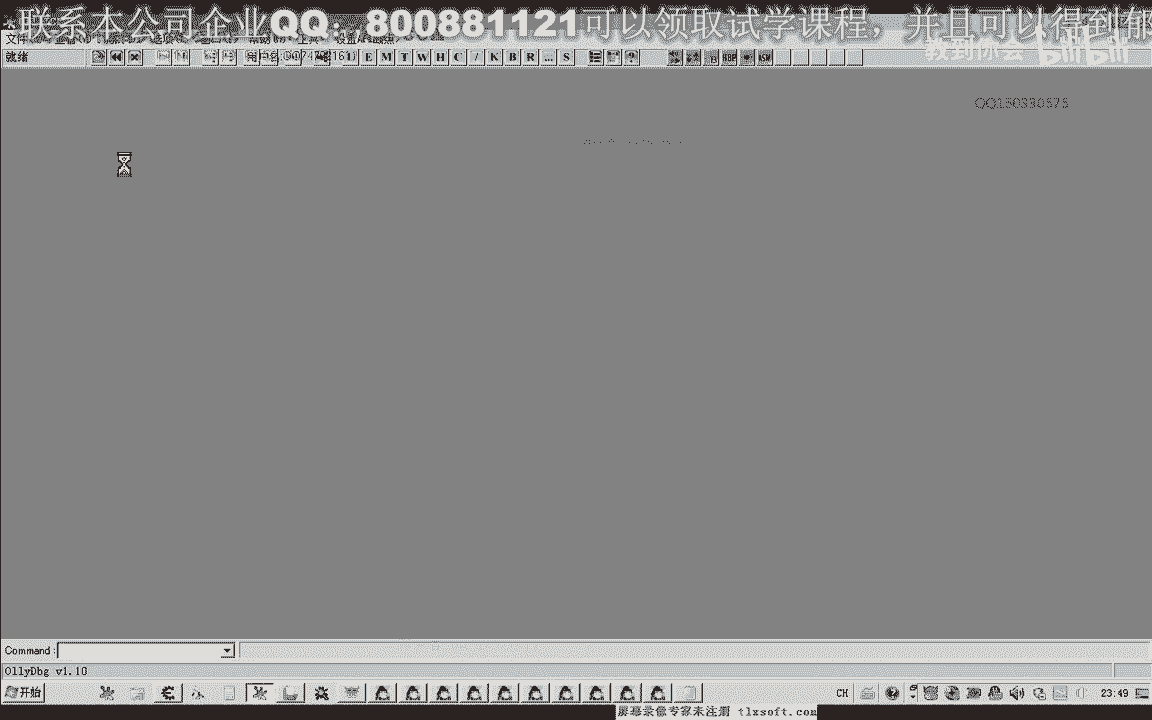 联系本公司企业QQ：800881121可以领取试学课程，并且可以得到郁
文件
教到你会 bilibili
就绪
L E M T W H C / K B R ... S
QQ150330575
Command:
OllyDbg v1.10
开始
CH
23:49
屏幕录像专家未注册 tlxsoft.com